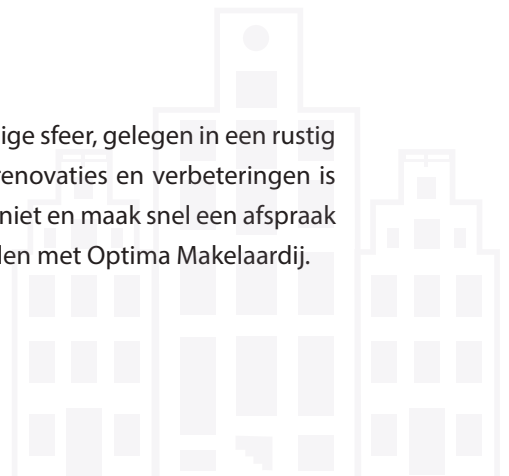 ige sfeer, gelegen in een rustig
renovaties en verbeteringen is
niet en maak snel een afspraak
den met Optima Makelaardij.